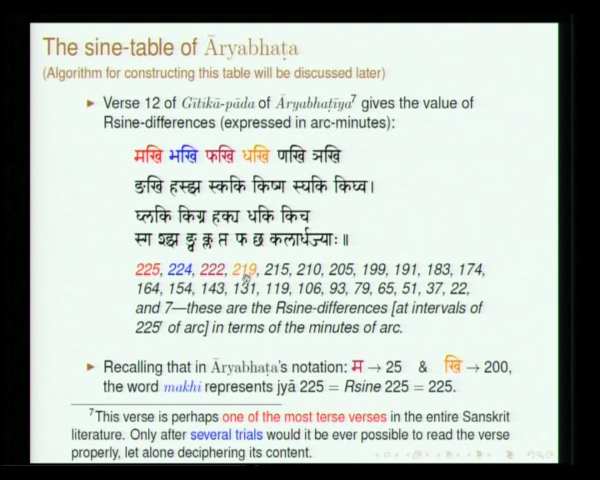 The sine-table of Āryabhaṭa
(Algorithm for constructing this table will be discussed later)
► Verse 12 of Gītikā-pāda of Āryabhaṭīya⁷ gives the value of
Rsine-differences (expressed in arc-minutes):
मखि भखि फखि धखि णखि ञखि
ङखि हस्झ स्ककि किष्ग स्घकि किघ्व।
घ्लकि किग्र हक्य धकि किच
स्ग श्झ ङ्व क्ल प्त फ छ कलार्धज्याः॥
225, 224, 222, 219, 215, 210, 205, 199, 191, 183, 174,
164, 154, 143, 131, 119, 106, 93, 79, 65, 51, 37, 22,
and 7—these are the Rsine-differences [at intervals of
225′ of arc] in terms of the minutes of arc.
► Recalling that in Āryabhaṭa's notation: म → 25 & खि → 200,
the word makhi represents jyā 225 = Rsine 225 = 225.
⁷This verse is perhaps one of the most terse verses in the entire Sanskrit
literature. Only after several trials would it be ever possible to read the verse
properly, let alone deciphering its content.